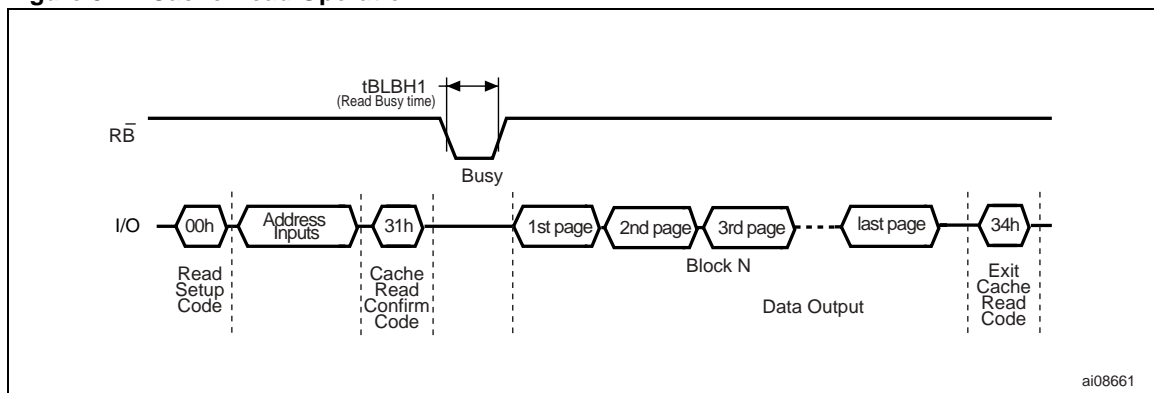 tBLBH1
(Read Busy time)
RB̅
Busy
I/O
00h
Address
Inputs
31h
1st page
2nd page
3rd page
last page
34h
Read
Setup
Code
Cache
Read
Confirm
Code
Block N
Data Output
Exit
Cache
Read
Code
ai08661